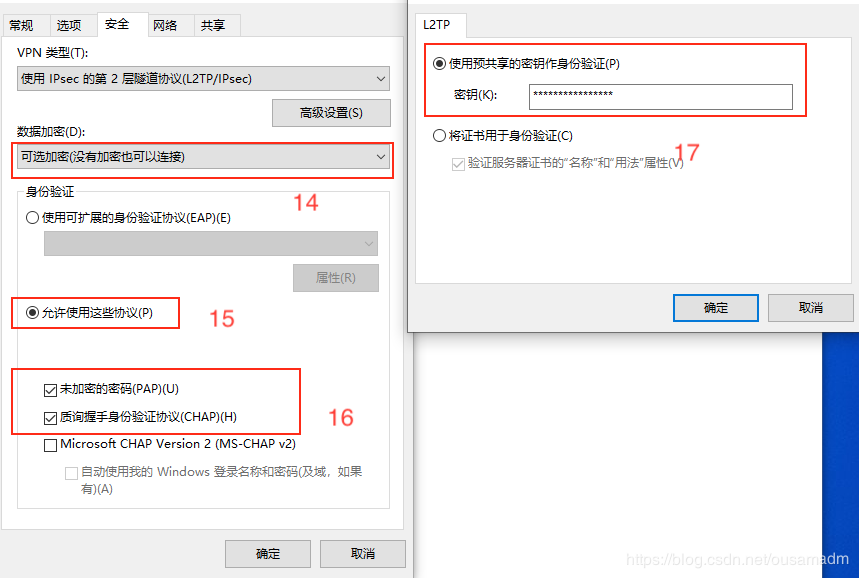 常规 选项 安全 网络 共享
VPN 类型(T):
使用 IPsec 的第 2 层隧道协议(L2TP/IPsec)
高级设置(S)
数据加密(D):
可选加密(没有加密也可以连接)
身份验证
14
使用可扩展的身份验证协议(EAP)(E)
属性(R)
允许使用这些协议(P)
15
未加密的密码(PAP)(U)
质询握手身份验证协议(CHAP)(H)
16
Microsoft CHAP Version 2 (MS-CHAP v2)
自动使用我的 Windows 登录名称和密码(及域，如果
有)(A)
确定 取消
L2TP
使用预共享的密钥作身份验证(P)
密钥(K): ****************
将证书用于身份验证(C)
17
验证服务器证书的“名称”和“用法”属性(V)
确定 取消
https://blog.csdn.net/ousamadm